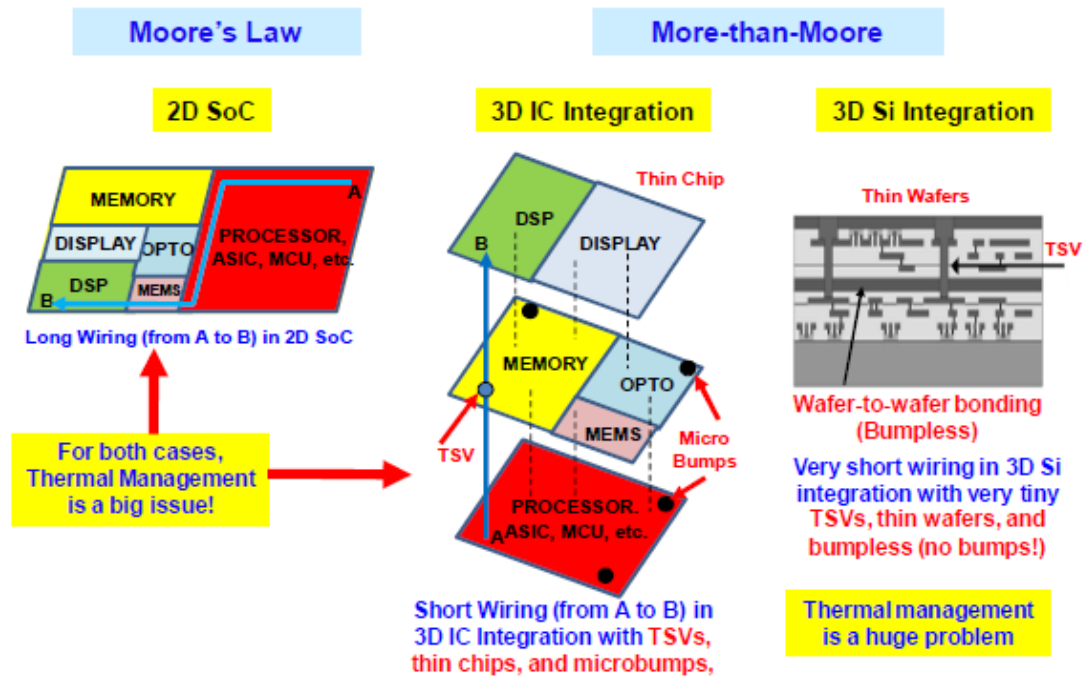 Moore's Law
More-than-Moore
2D SoC
3D IC Integration
3D Si Integration
MEMORY
DISPLAY
OPTO
DSP
MEMS
PROCESSOR,
ASIC, MCU, etc.
A
B
Long Wiring (from A to B) in 2D SoC
For both cases,
Thermal Management
is a big issue!
Thin Chip
DSP
B
DISPLAY
MEMORY
OPTO
MEMS
TSV
Micro
Bumps
PROCESSOR.
ASIC, MCU, etc.
A
Short Wiring (from A to B) in
3D IC Integration with TSVs,
thin chips, and microbumps,
Thin Wafers
TSV
Wafer-to-wafer bonding
(Bumpless)
Very short wiring in 3D Si
integration with very tiny
TSVs, thin wafers, and
bumpless (no bumps!)
Thermal management
is a huge problem